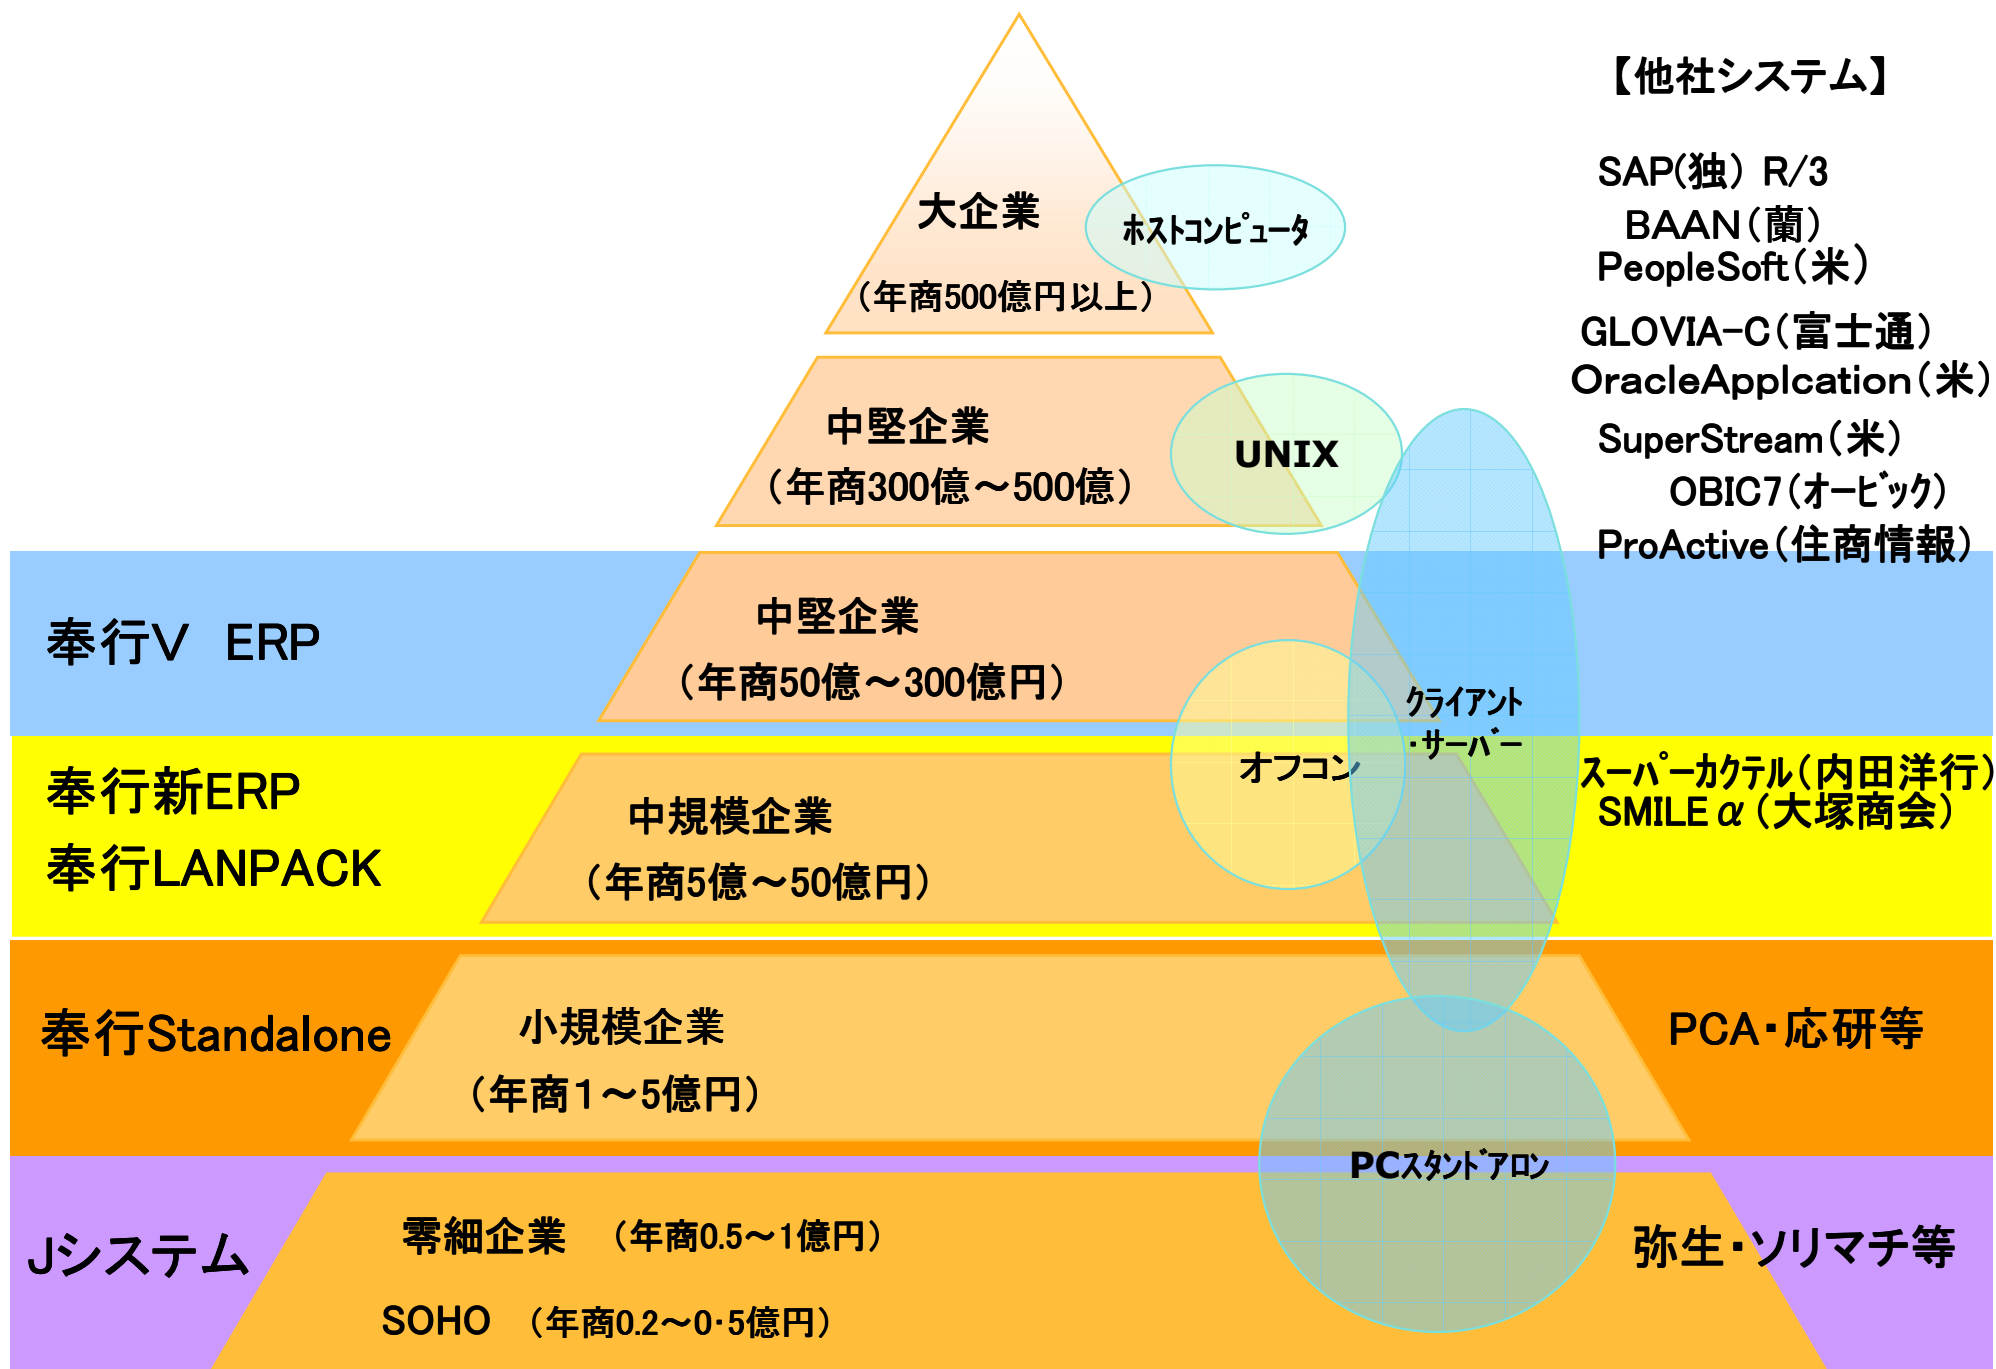 【他社システム】
SAP(独) R/3
BAAN(蘭)
PeopleSoft(米)
GLOVIA-C(富士通)
OracleApplcation(米)
SuperStream(米)
OBIC7(オービック)
ProActive(住商情報)
大企業
ホストコンピュータ
(年商500億円以上)
中堅企業
(年商300億～500億)
UNIX
奉行V ERP
中堅企業
(年商50億～300億円)
クライアント
・サーバー
オフコン
奉行新ERP
奉行LANPACK
中規模企業
(年商5億～50億円)
スーパーカクテル(内田洋行)
SMILEα(大塚商会)
奉行Standalone
小規模企業
(年商１～5億円)
PCA・応研等
PCスタンドアロン
Jシステム
零細企業 (年商0.5～1億円)
SOHO (年商0.2～0・5億円)
弥生・ソリマチ等